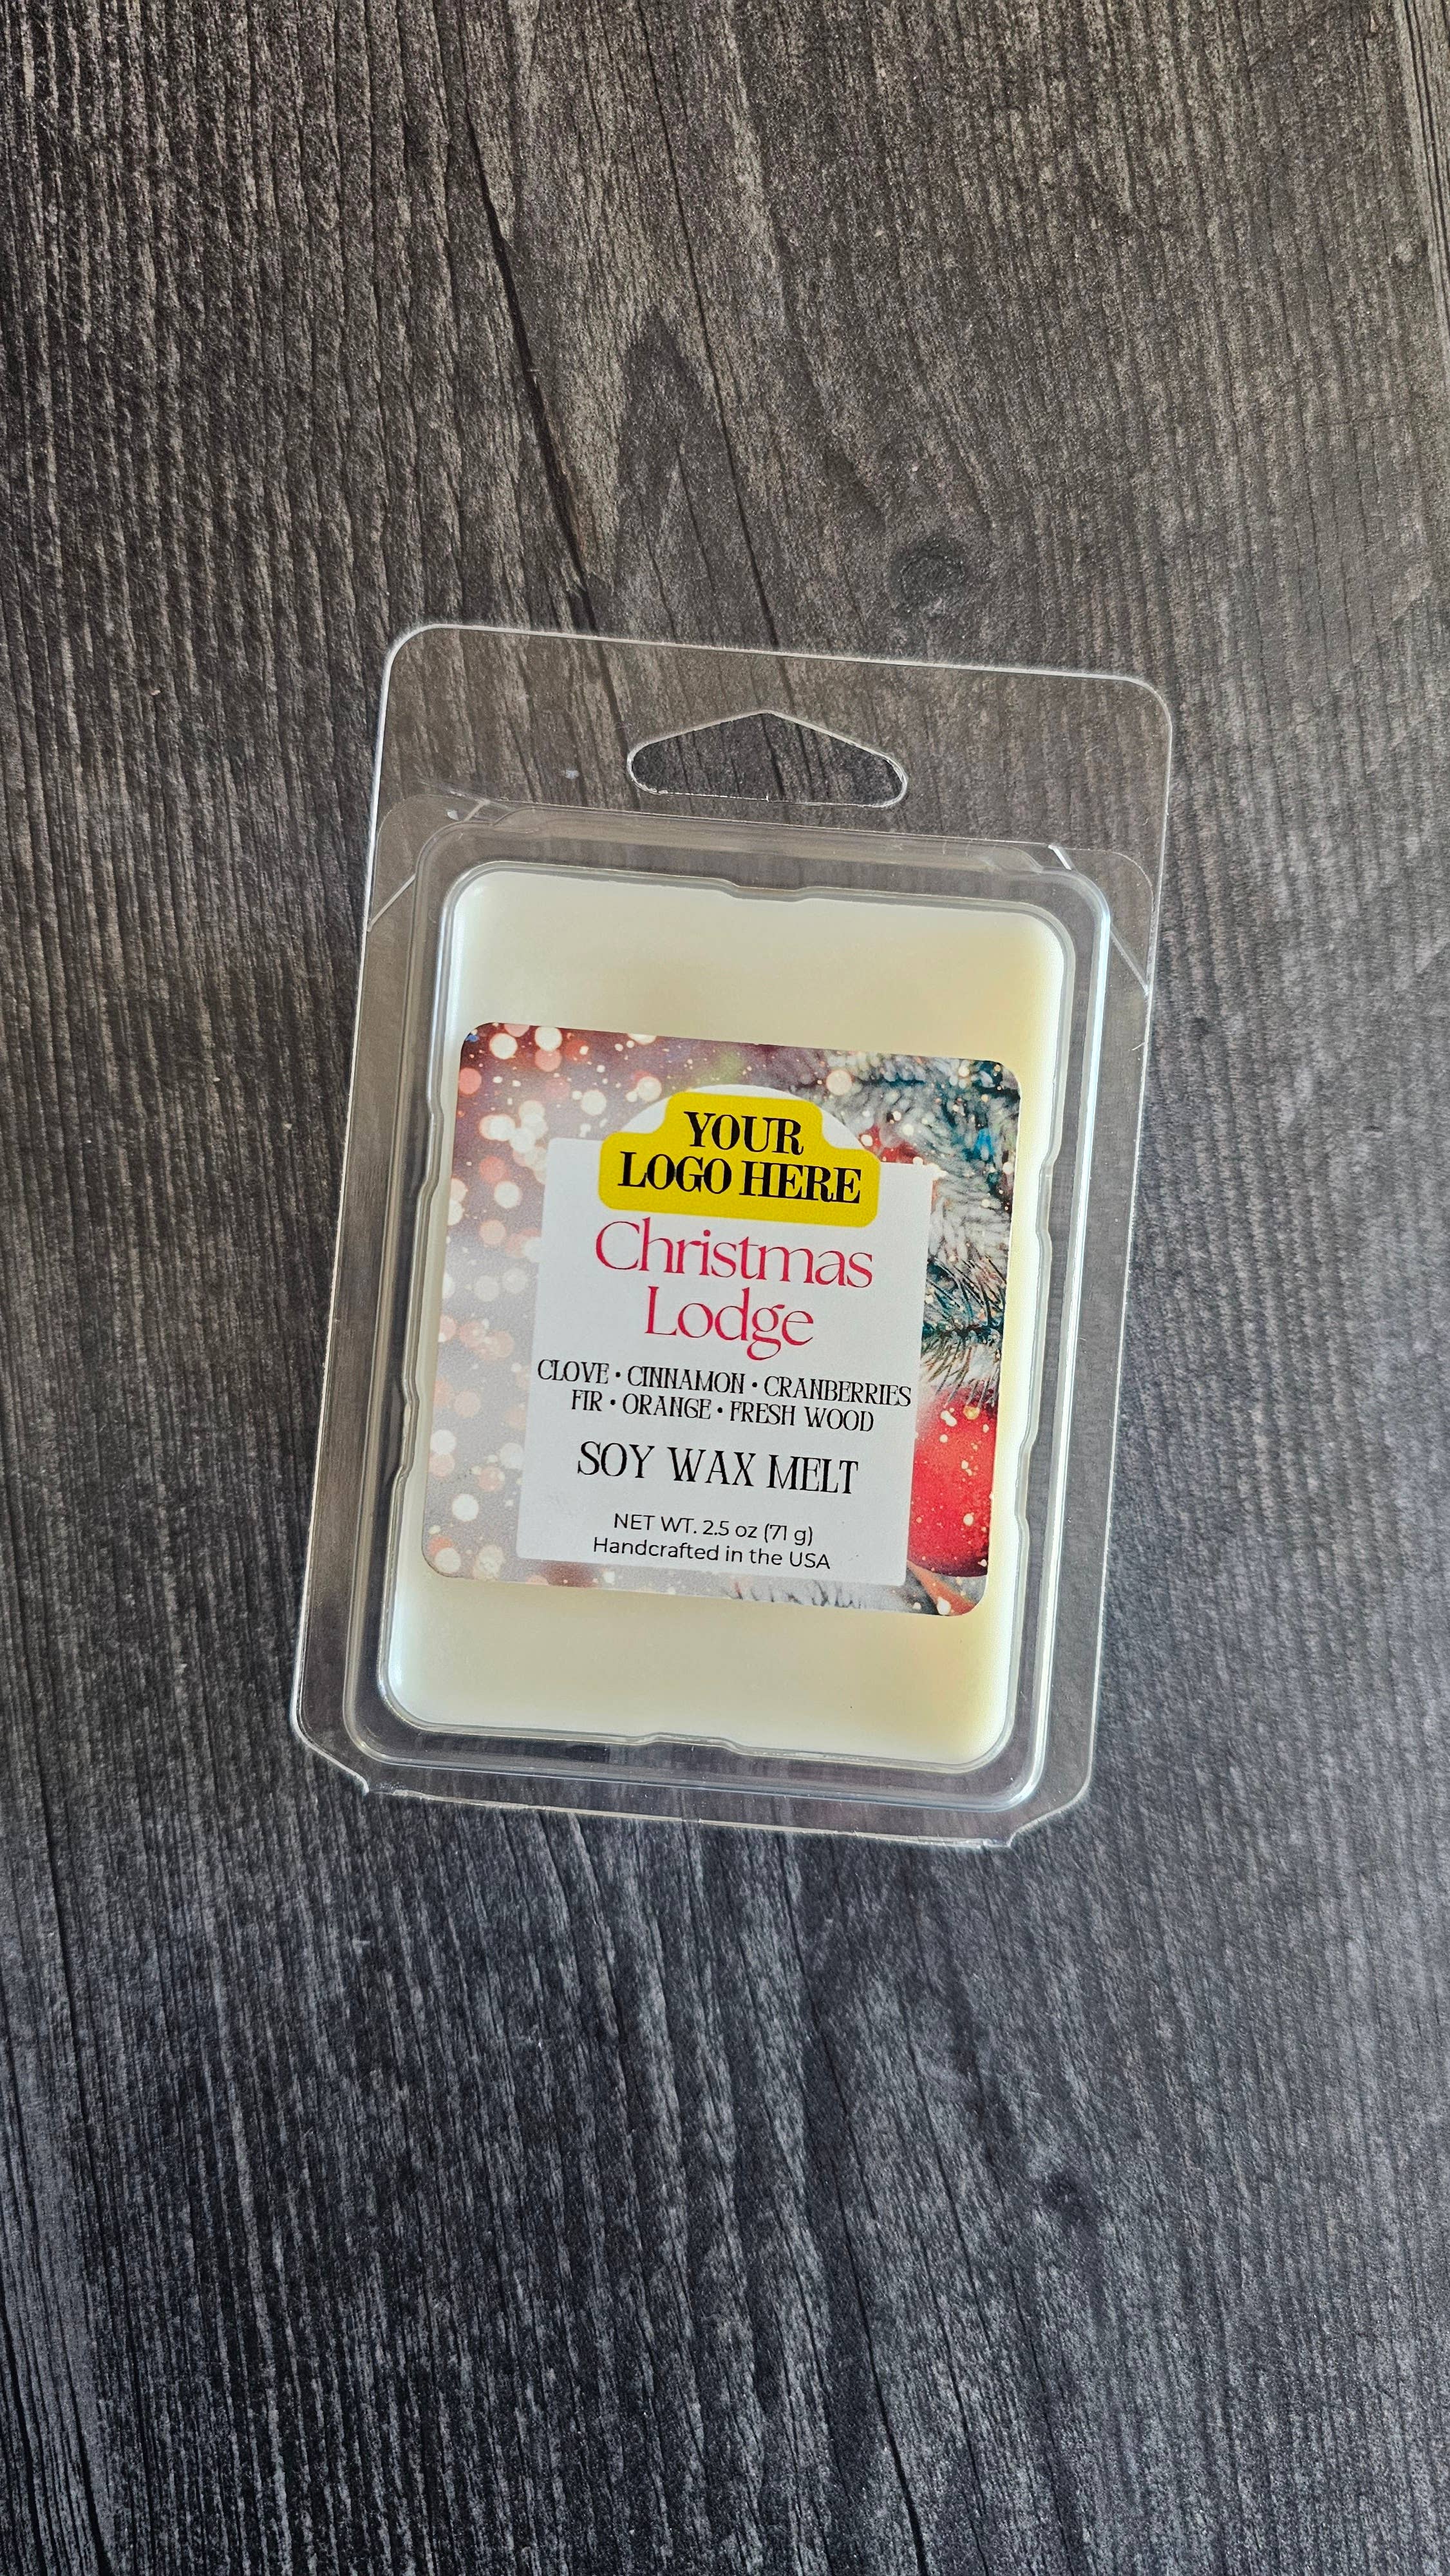 YOUR
LOGO HERE
Christmas
Lodge
CLOVE • CINNAMON • CRANBERRIES
FIR • ORANGE • FRESH WOOD
SOY WAX MELT
NET WT. 2.5 oz (71 g)
Handcrafted in the USA